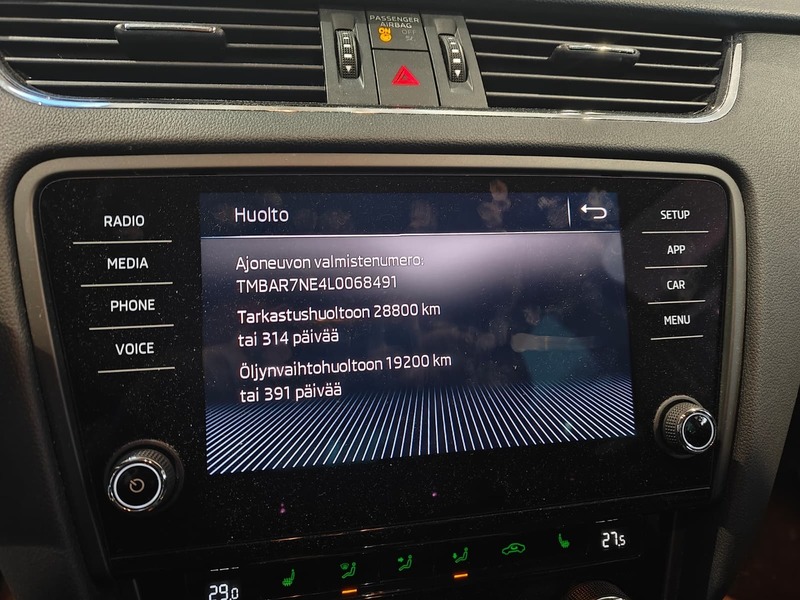 PASSENGER
AIRBAG
ON OFF
RADIO
MEDIA
PHONE
VOICE
Huolto
Ajoneuvon valmistenumero:
TMBAR7NE4L0068491
Tarkastushuoltoon 28800 km
tai 314 päivää
Öljynvaihtohuoltoon 19200 km
tai 391 päivää
SETUP
APP
CAR
MENU
29.0
27.5